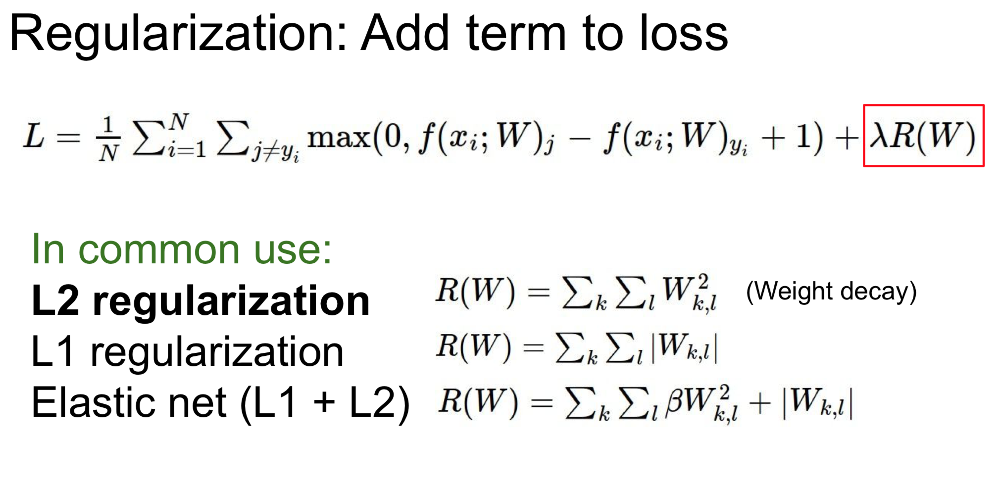 Regularization: Add term to loss
L = \frac{1}{N} \sum_{i=1}^{N} \sum_{j \neq y_i} \max(0, f(x_i; W)_j - f(x_i; W)_{y_i} + 1) + \lambda R(W)
In common use:
L2 regularization R(W) = \sum_k \sum_l W_{k,l}^2 (Weight decay)
L1 regularization R(W) = \sum_k \sum_l |W_{k,l}|
Elastic net (L1 + L2) R(W) = \sum_k \sum_l \beta W_{k,l}^2 + |W_{k,l}|